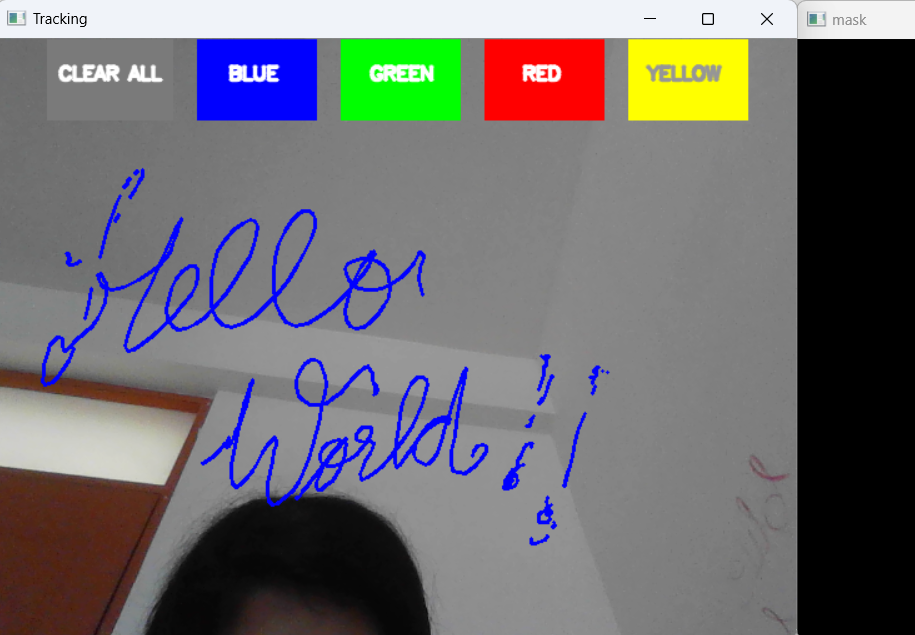 Tracking
mask
CLEAR ALL
BLUE
GREEN
RED
YELLOW
Hello
World !!